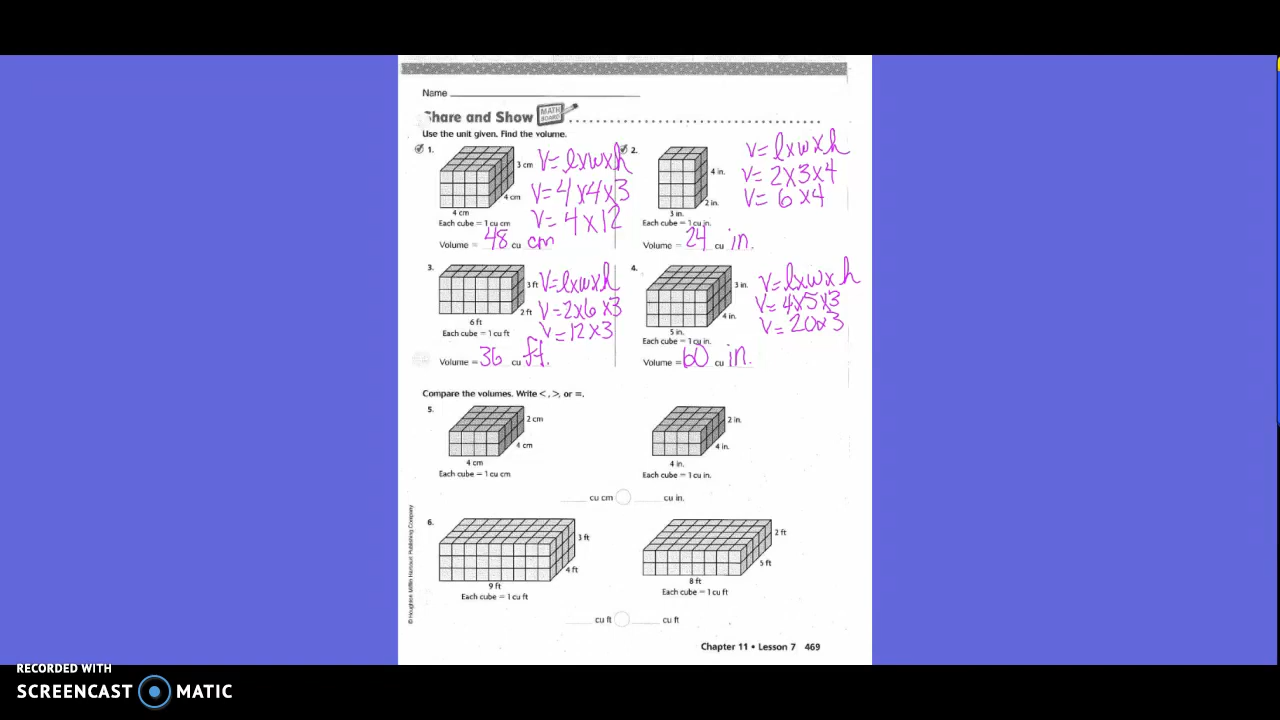 Name
Share and Show MATH BOARD
Use the unit given. Find the volume.
1.
3 cm
4 cm
4 cm
Each cube = 1 cu cm
V=lxwxh
V=4x4x3
V=4x12
Volume = 48 cu cm
2.
4 in.
2 in.
3 in.
Each cube = 1 cu in.
V=lxwxh
V=2x3x4
V=6x4
Volume = 24 cu in.
3.
3 ft
2 ft
6 ft
Each cube = 1 cu ft
V=lxwxh
V=2x6x3
V=12x3
Volume = 36 cu ft.
4.
3 in.
4 in.
5 in.
Each cube = 1 cu in.
V=lxwxh
V=4x5x3
V=20x3
Volume = 60 cu in.
Compare the volumes. Write <, >, or =.
5.
2 cm
4 cm
4 cm
Each cube = 1 cu cm
2 in.
4 in.
4 in.
Each cube = 1 cu in.
cu cm cu in.
6.
3 ft
4 ft
9 ft
Each cube = 1 cu ft
2 ft
5 ft
8 ft
Each cube = 1 cu ft
cu ft cu ft
© Houghton Mifflin Harcourt Publishing Company
Chapter 11 • Lesson 7 469
RECORDED WITH
SCREENCAST MATIC